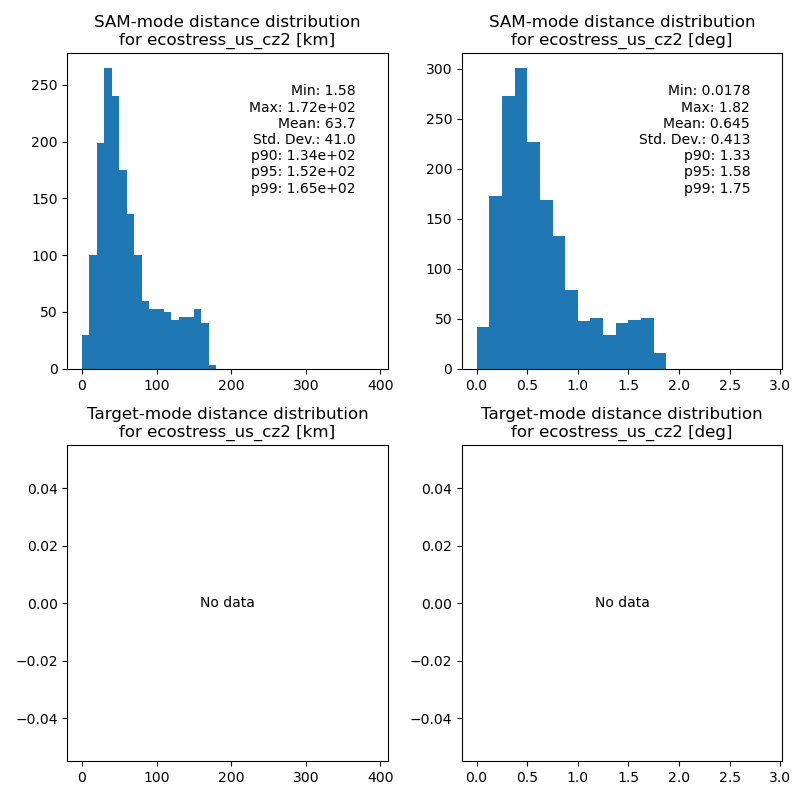 SAM-mode distance distribution
for ecostress_us_cz2 [km]
250
200
150
100
50
0
0
100
200
300
400
Min: 1.58
Max: 1.72e+02
Mean: 63.7
Std. Dev.: 41.0
p90: 1.34e+02
p95: 1.52e+02
p99: 1.65e+02
SAM-mode distance distribution
for ecostress_us_cz2 [deg]
300
250
200
150
100
50
0
0.0
0.5
1.0
1.5
2.0
2.5
3.0
Min: 0.0178
Max: 1.82
Mean: 0.645
Std. Dev.: 0.413
p90: 1.33
p95: 1.58
p99: 1.75
Target-mode distance distribution
for ecostress_us_cz2 [km]
0.04
0.02
0.00
−0.02
−0.04
No data
0
100
200
300
400
Target-mode distance distribution
for ecostress_us_cz2 [deg]
0.04
0.02
0.00
−0.02
−0.04
No data
0.0
0.5
1.0
1.5
2.0
2.5
3.0